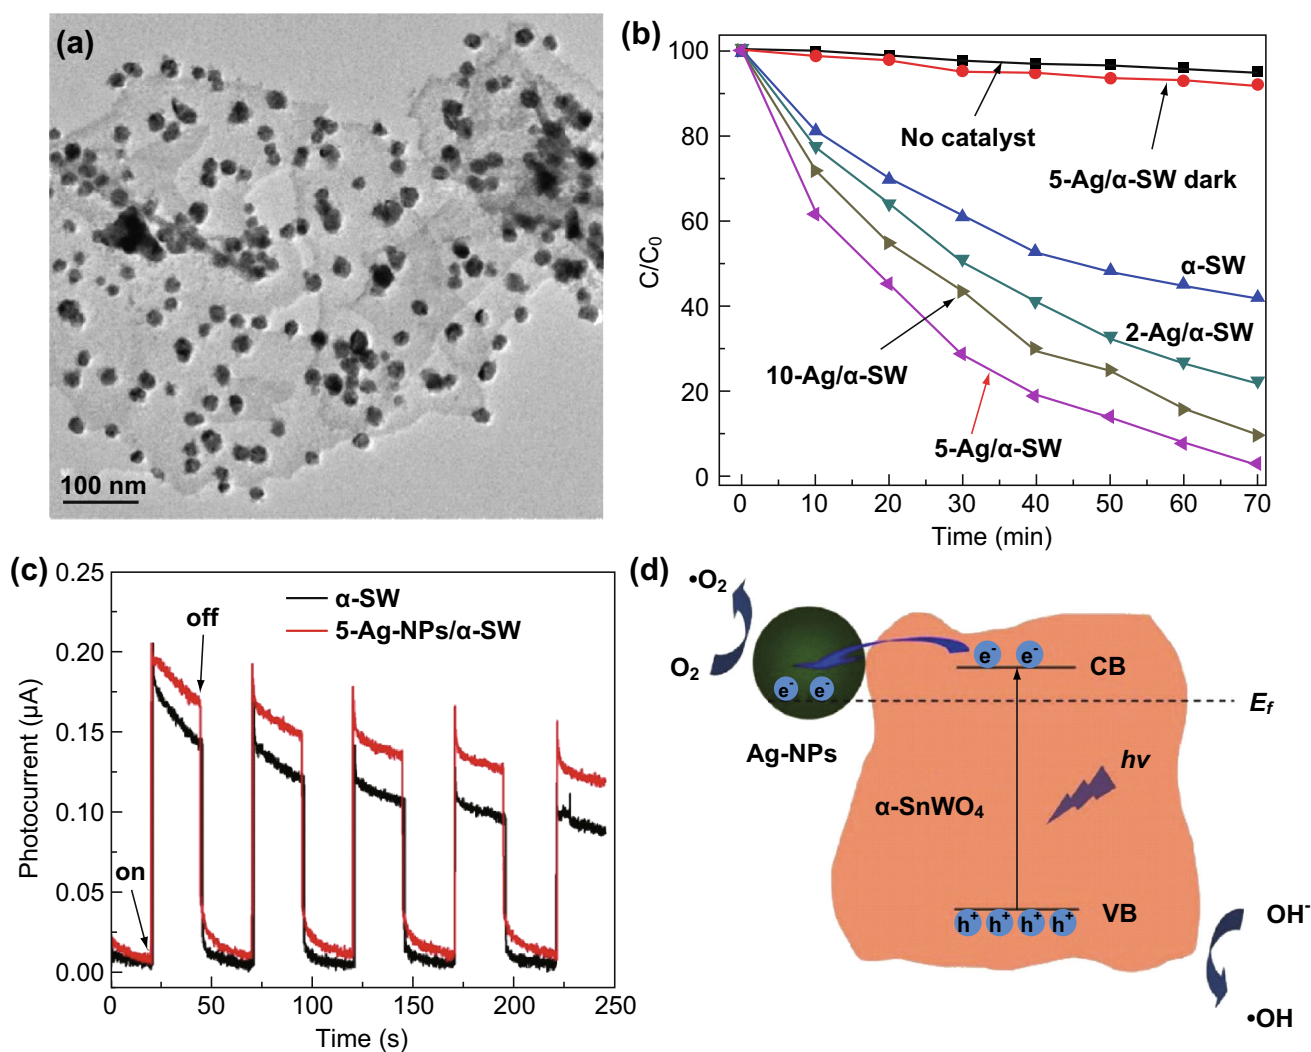 (a)
100 nm
(b)
C/C₀
100
80
60
40
20
0
No catalyst
5-Ag/α-SW dark
α-SW
2-Ag/α-SW
10-Ag/α-SW
5-Ag/α-SW
0 10 20 30 40 50 60 70
Time (min)
(c)
Photocurrent (μA)
0.25
0.20
0.15
0.10
0.05
0.00
α-SW
5-Ag-NPs/α-SW
off
on
0 50 100 150 200 250
Time (s)
(d)
•O₂
O₂
e⁻ e⁻
e⁻ e⁻
CB
E_f
Ag-NPs
hν
α-SnWO₄
h⁺ h⁺ h⁺ h⁺
VB
OH⁻
•OH